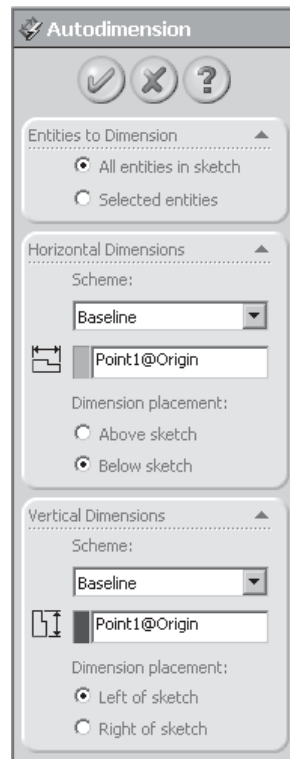 Autodimension
?
Entities to Dimension
All entities in sketch
Selected entities
Horizontal Dimensions
Scheme:
Baseline
Point1@Origin
Dimension placement:
Above sketch
Below sketch
Vertical Dimensions
Scheme:
Baseline
Point1@Origin
Dimension placement:
Left of sketch
Right of sketch